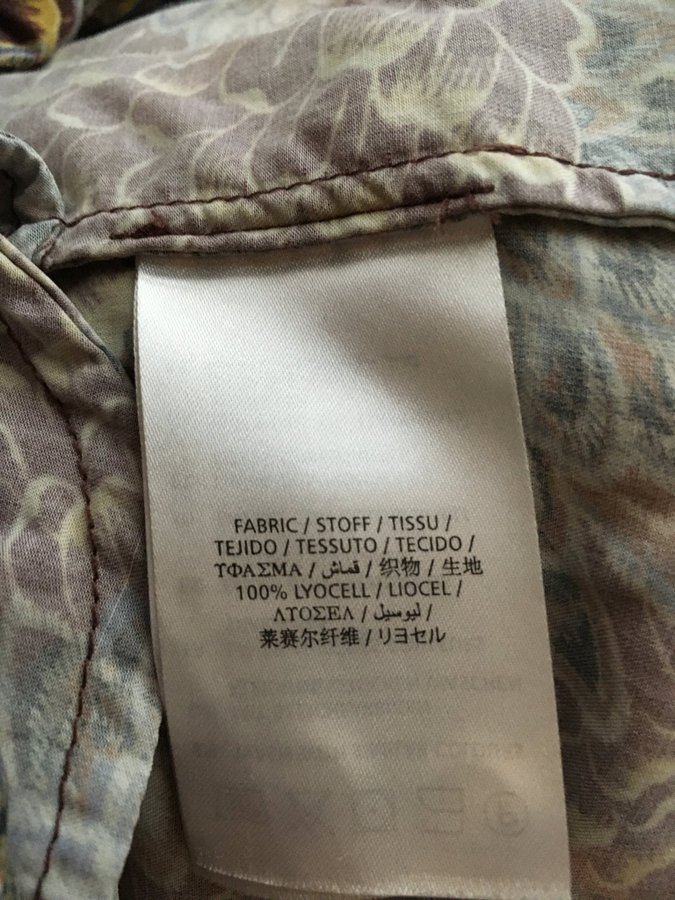 FABRIC / STOFF / TISSU /
TEJIDO / TESSUTO / TECIDO /
ΥΦΑΣΜΑ / قماش / 织物 / 生地
100% LYOCELL / LIOCEL /
ΛΥΟΣΕΛ / ليوسيل /
莱赛尔纤维 / リヨセル